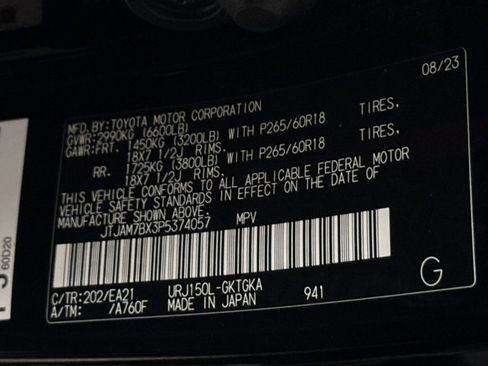 08/23
MFD.BY:TOYOTA MOTOR CORPORATION
GVWR:2990KG (6600LB)
GAWR:FRT. 1450KG (3200LB) WITH P265/60R18 TIRES,
18X7 1/2J RIMS.
RR. 1725KG (3800LB) WITH P265/60R18 TIRES,
18X7 1/2J RIMS.
THIS VEHICLE CONFORMS TO ALL APPLICABLE FEDERAL MOTOR
VEHICLE SAFETY STANDARDS IN EFFECT ON THE DATE OF
MANUFACTURE SHOWN ABOVE.
JTJAM7BX3P5374057 MPV
C/TR:202/EA21 URJ150L-GKTGKA
A/TM: /A760F MADE IN JAPAN 941
G
60D20